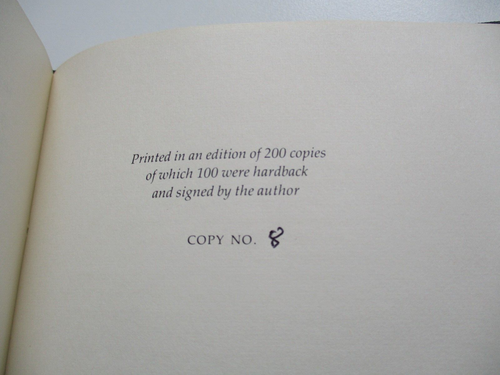 Printed in an edition of 200 copies
of which 100 were hardback
and signed by the author
COPY NO. 8